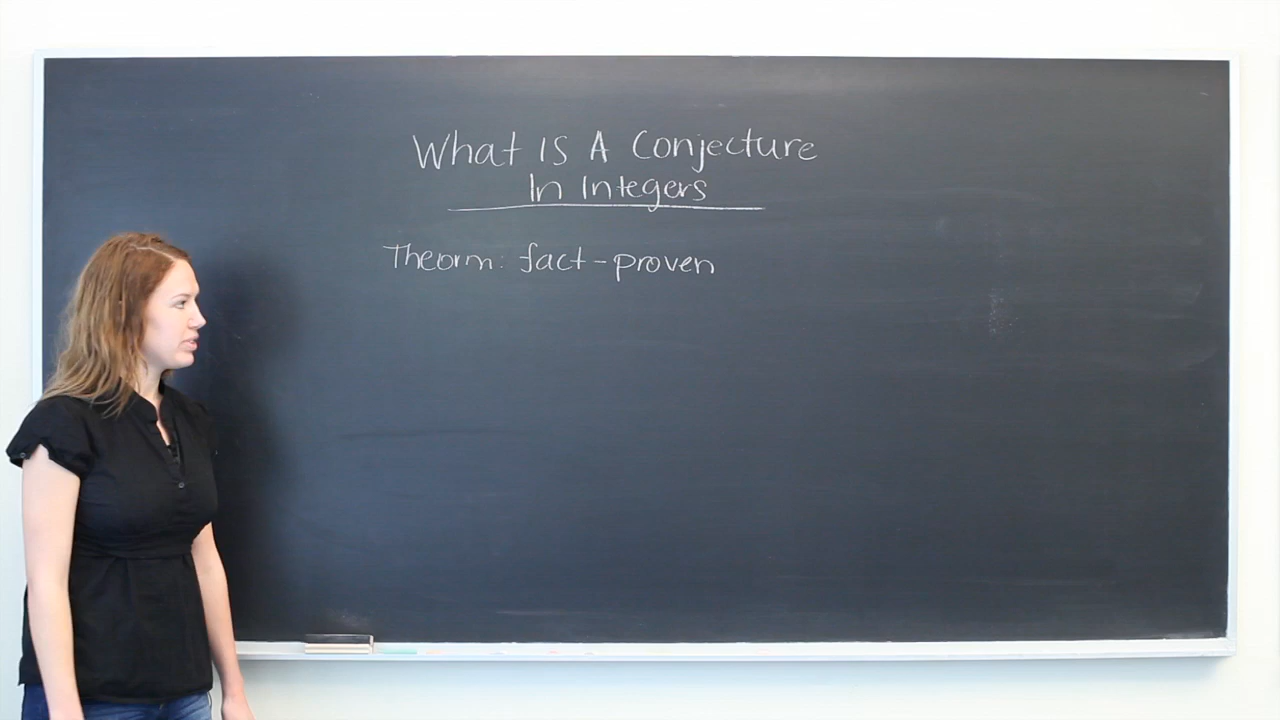 What Is A Conjecture
In Integers
Theorm: fact - proven